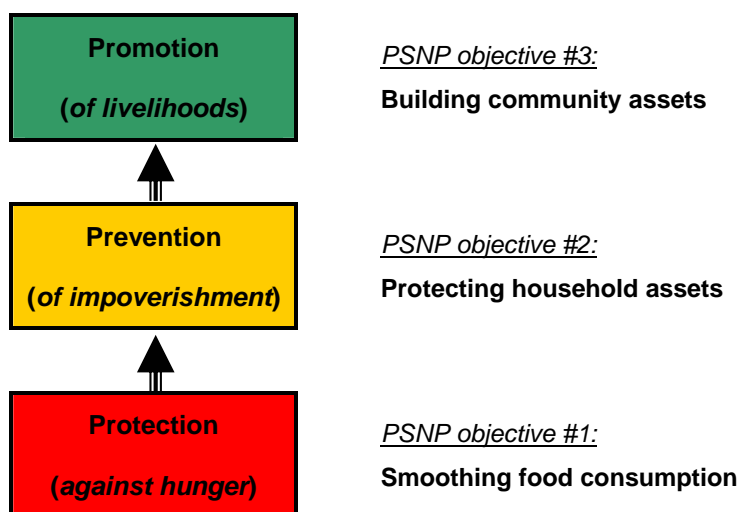 Promotion
(of livelihoods)
PSNP objective #3:
Building community assets
Prevention
(of impoverishment)
PSNP objective #2:
Protecting household assets
Protection
(against hunger)
PSNP objective #1:
Smoothing food consumption